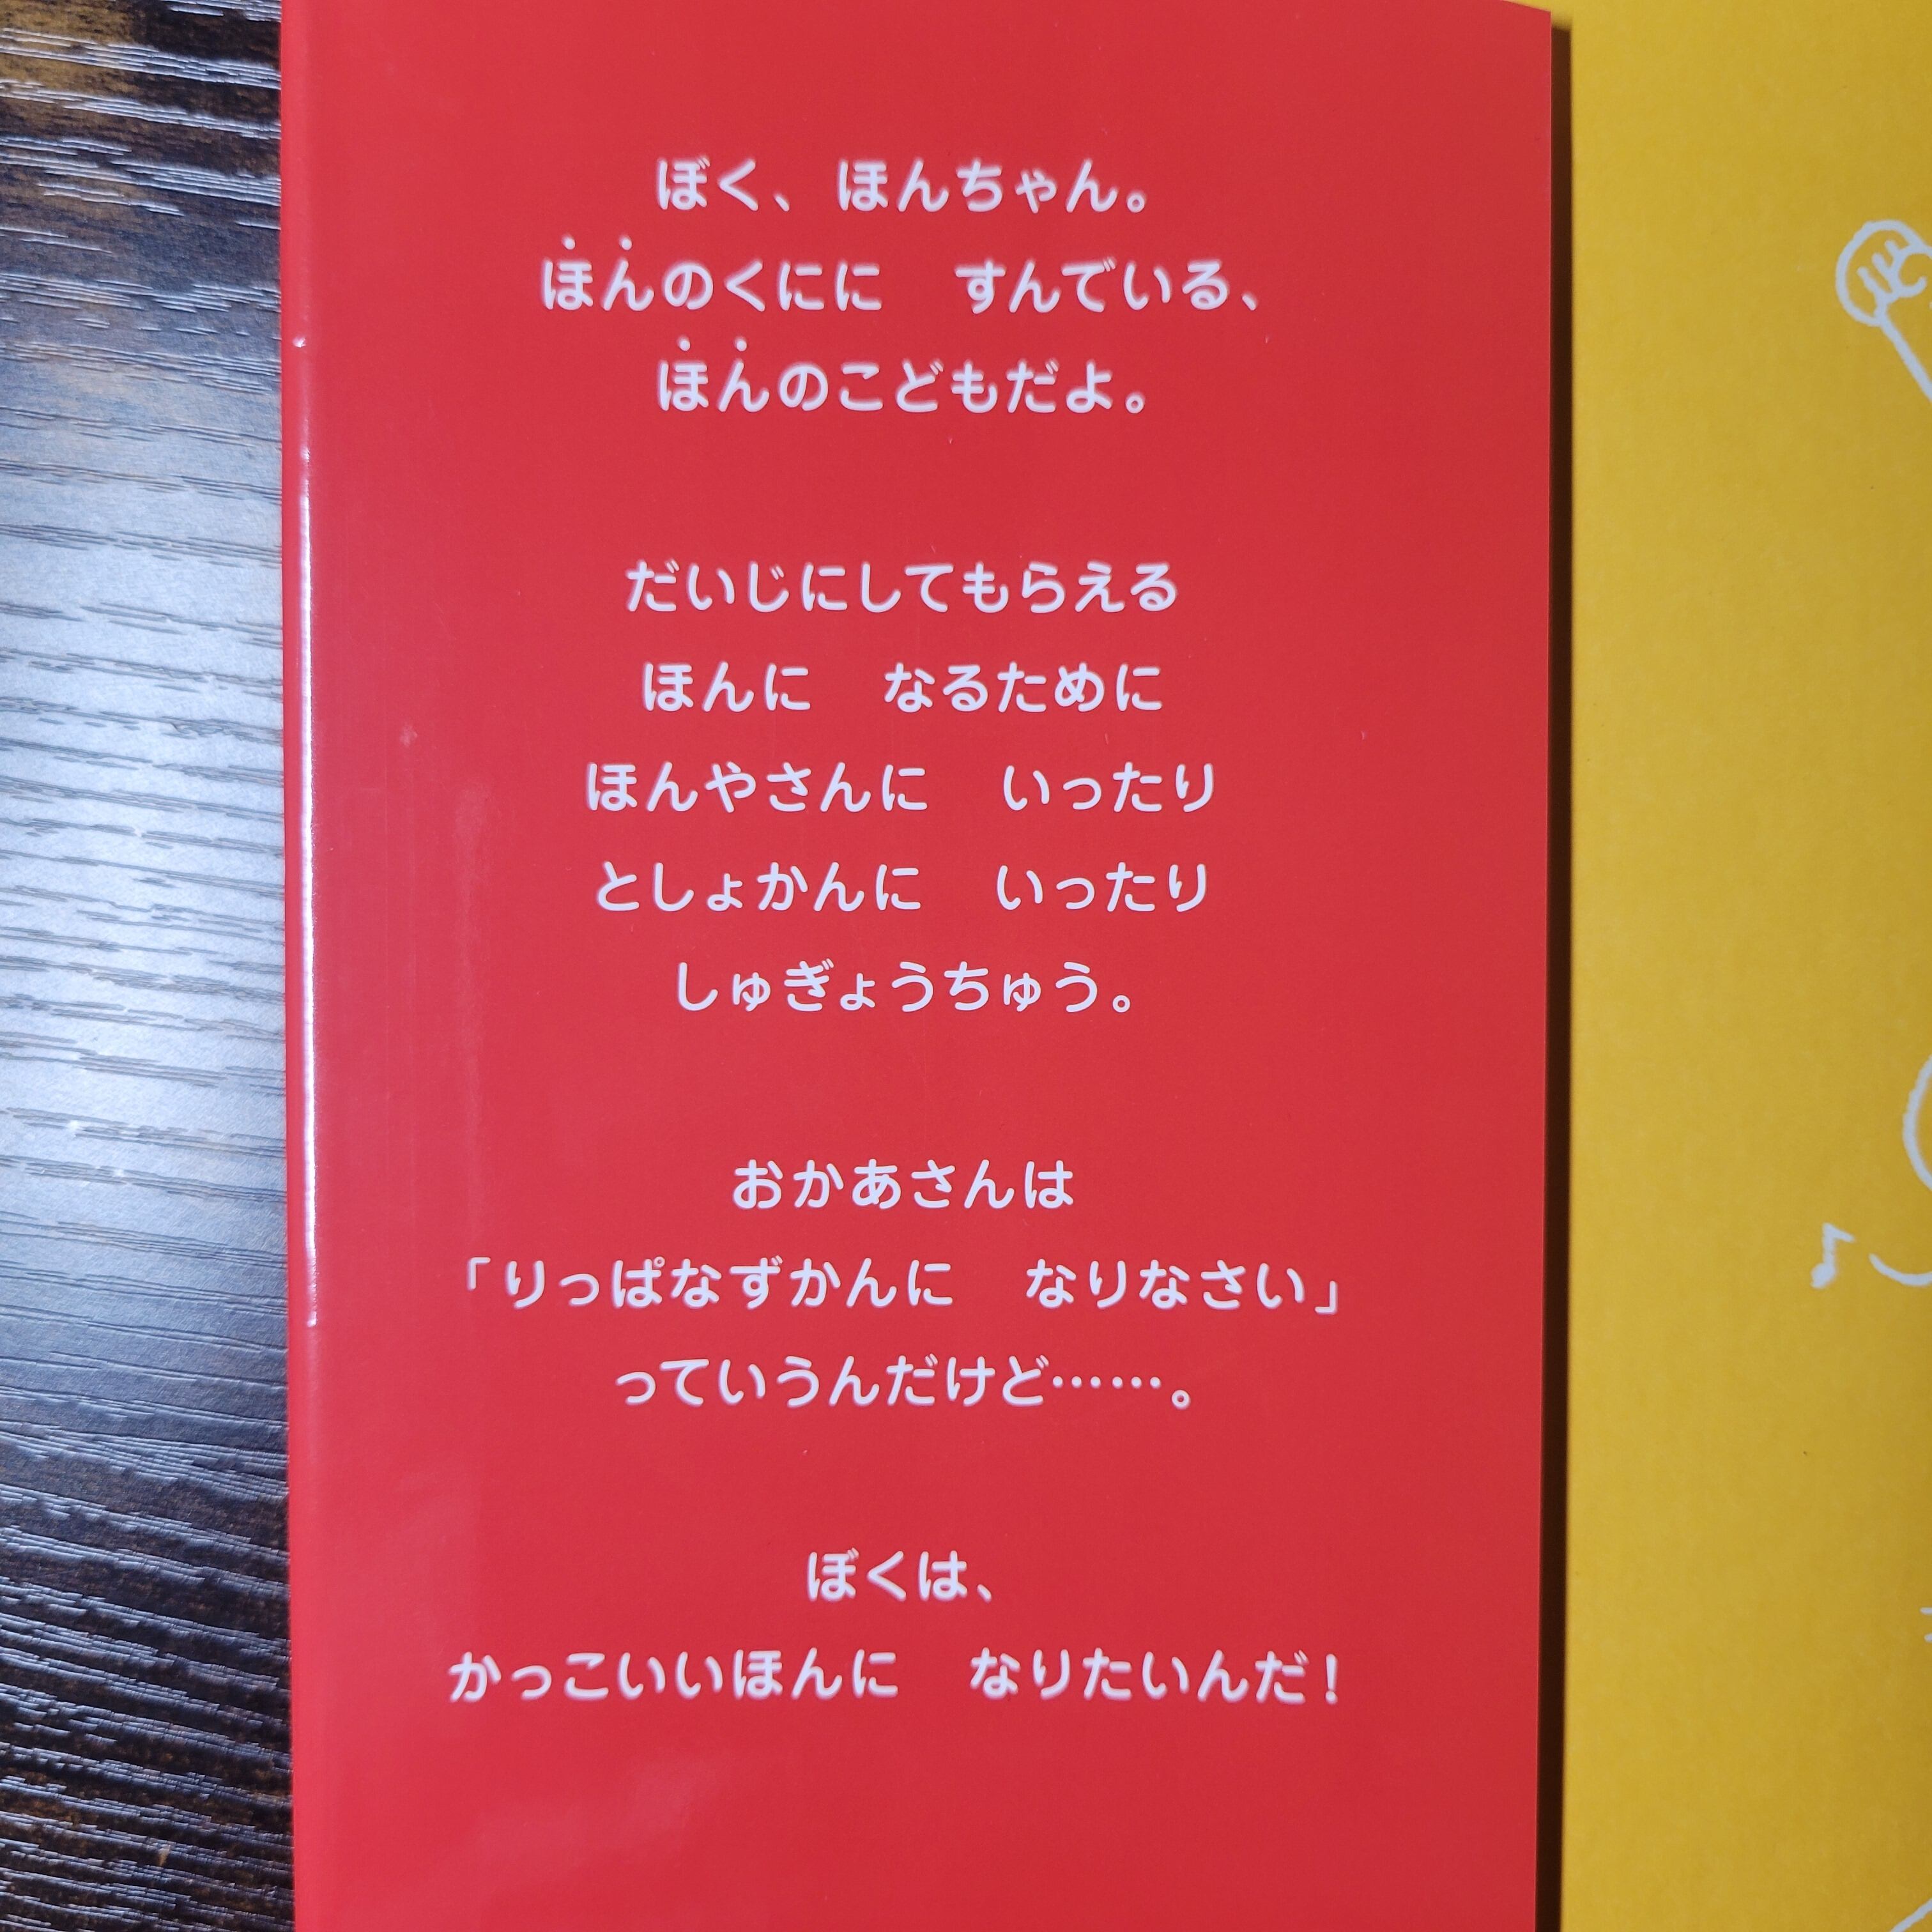 ぼく、ほんちゃん。
ほんのくにに　すんでいる、
ほんのこどもだよ。
だいじにしてもらえる
ほんに　なるために
ほんやさんに　いったり
としょかんに　いったり
しゅぎょうちゅう。
おかあさんは
「りっぱなずかんに　なりなさい」
っていうんだけど……。
ぼくは、
かっこいいほんに　なりたいんだ！